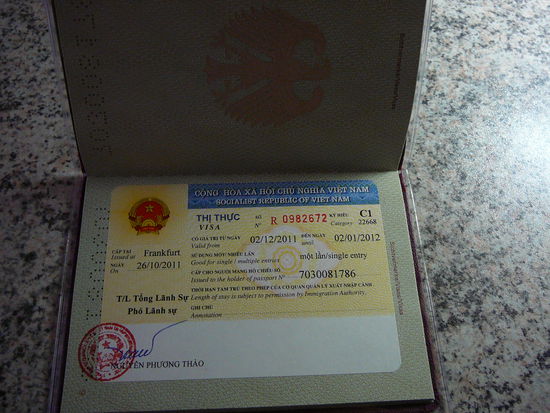 CỘNG HÒA XÃ HỘI CHỦ NGHĨA VIỆT NAM
SOCIALIST REPUBLIC OF VIET NAM
THỊ THỰC
VISA
SỐ
Nº
R 0982672
KÝ HIỆU
Category
C1
22668
CÓ GIÁ TRỊ TỪ NGÀY
Valid from
02/12/2011
ĐẾN NGÀY
until
02/01/2012
CẤP TẠI
Issued at
Frankfurt
NGÀY
On
26/10/2011
SỬ DỤNG MỘT/NHIỀU LẦN
Good for single / multiple entries
một lần/single entry
CẤP CHO NGƯỜI MANG HỘ CHIẾU SỐ
Issued to the holder of passport Nº
7030081786
THỜI HẠN TẠM TRÚ THEO PHÉP CỦA CƠ QUAN QUẢN LÝ XUẤT NHẬP CẢNH
Length of stay is subject to permission by Immigration Authority.
GHI CHÚ
Annotation
T/L Tổng Lãnh Sự
Phó Lãnh sự
NGUYỄN PHƯƠNG THẢO